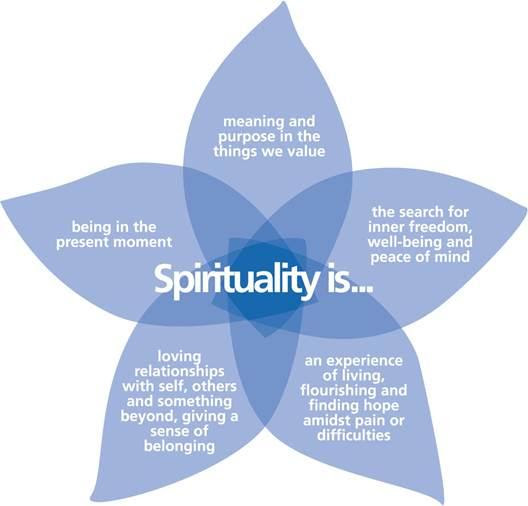 meaning and
purpose in the
things we value
being in the
present moment
the search for
inner freedom,
well-being and
peace of mind
Spirituality is...
loving
relationships
with self, others
and something
beyond, giving a
sense of
belonging
an experience
of living,
flourishing and
finding hope
amidst pain or
difficulties